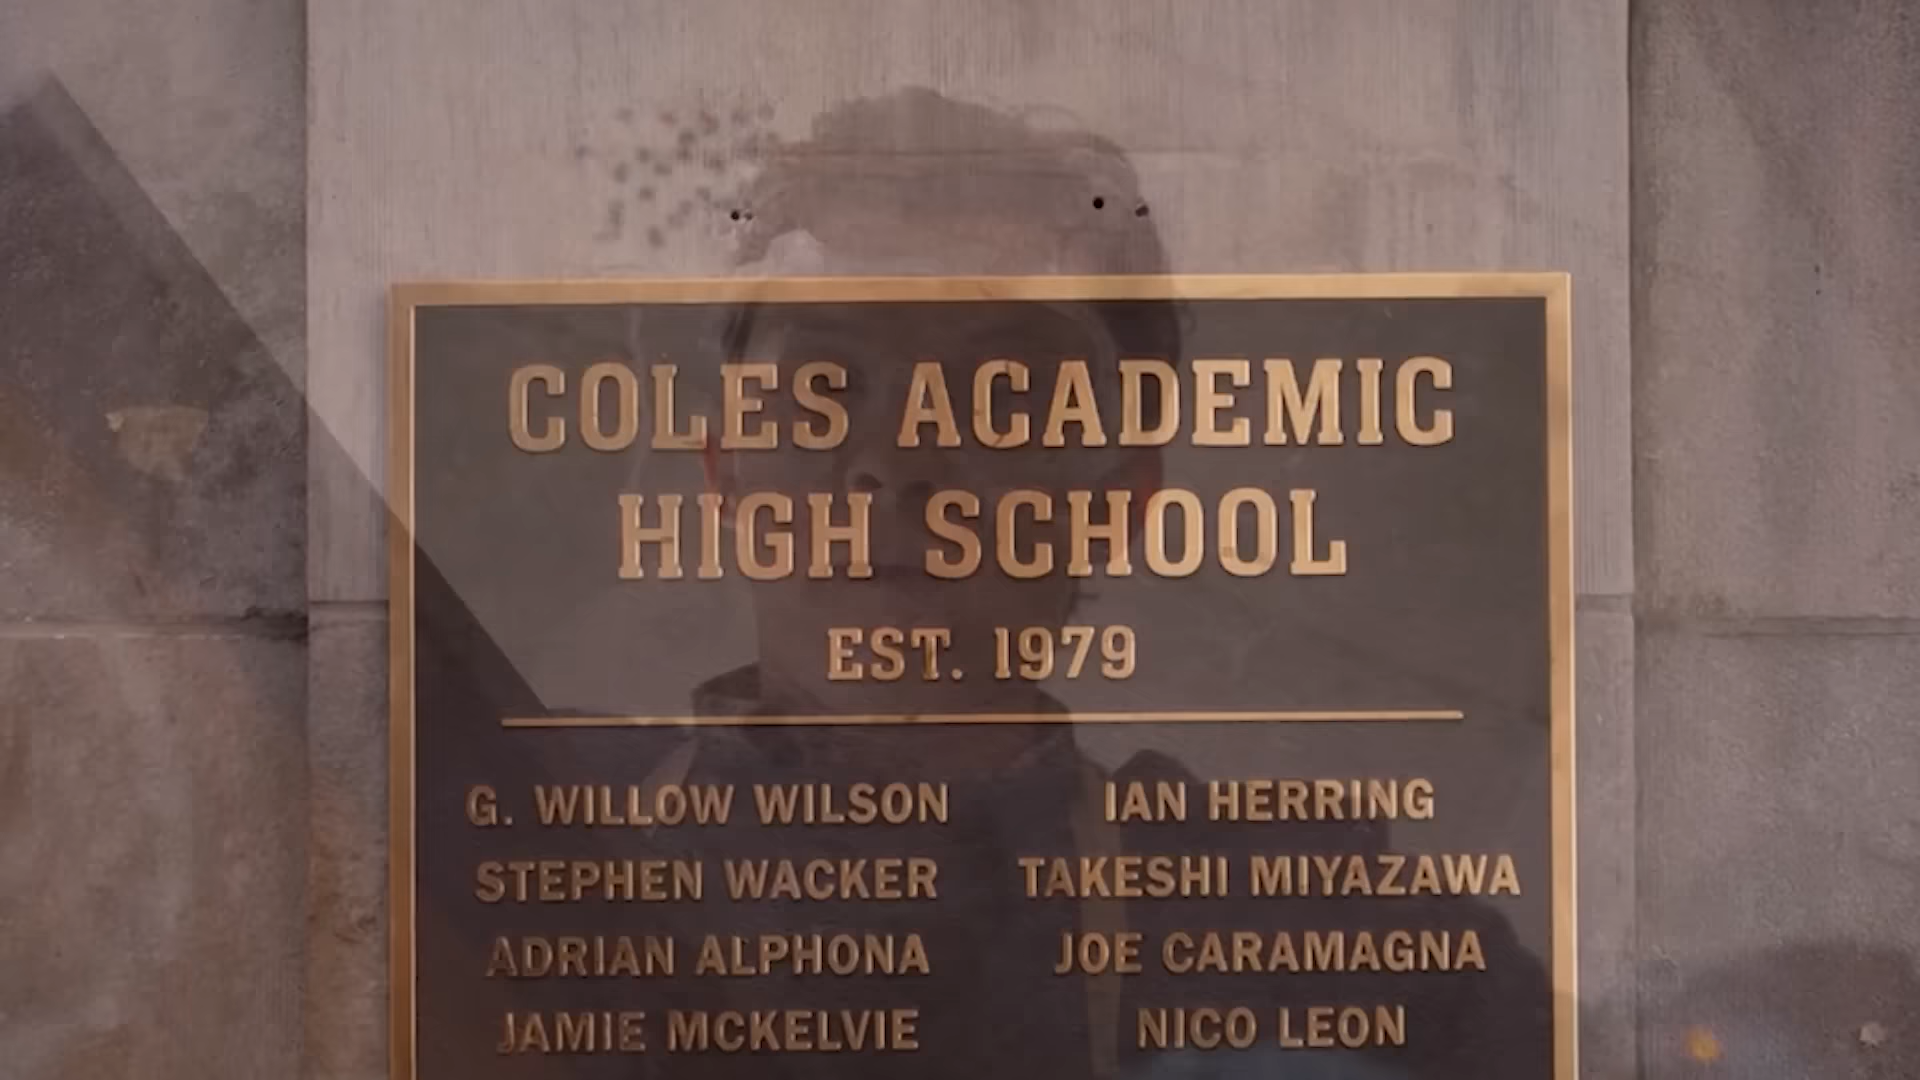 COLES ACADEMIC
HIGH SCHOOL
EST. 1979
G. WILLOW WILSON
IAN HERRING
STEPHEN WACKER
TAKESHI MIYAZAWA
ADRIAN ALPHONA
JOE CARAMAGNA
JAMIE MCKELVIE
NICO LEON